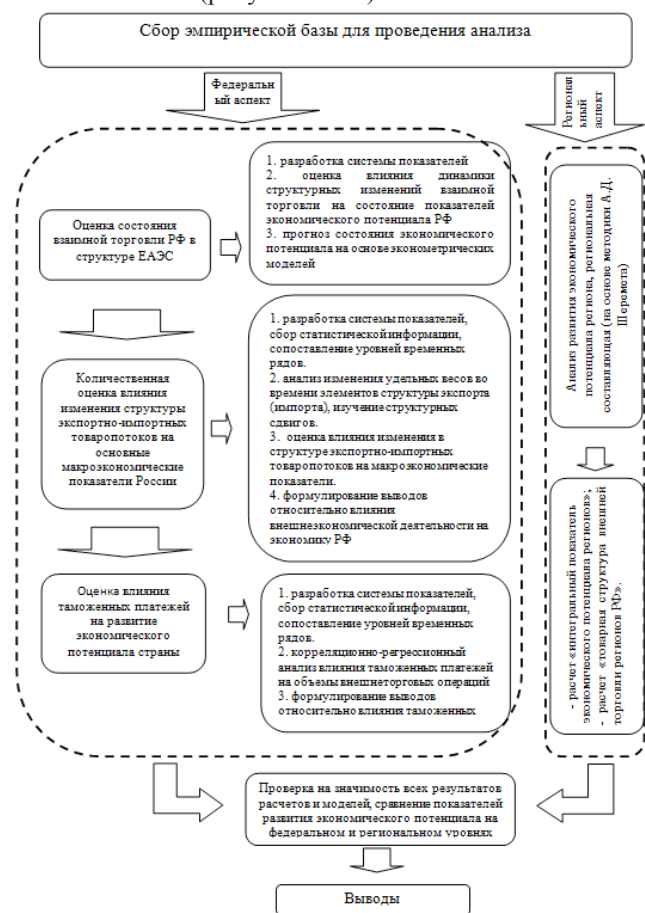 Сбор эмпирической базы для проведения анализа
Федераль
ный аспект
Региональ
ный
аспект
1. разработка системы показателей
2. оценка влияния динамики
структурных изменений взаимной
торговли на состояние показателей
экономического потенциала РФ
3. прогноз состояния экономического
потенциала на основе эконометрических
моделей
Оценка состояния
взаимной торговли РФ в
структуре ЕАЭС
1. разработка системы показателей,
сбор статистической информации,
сопоставление уровней временных
рядов.
2. анализ изменения удельных весов во
времени элементов структуры экспорта
(импорта), изучение структурных
сдвигов.
3. оценка влияния изменения в
структуре экспортно-импортных
товаропотоков на макроэкономические
показатели.
4. формулирование выводов
относительно влияния
внешнеэкономической деятельности на
экономику РФ
Количественная
оценка влияния
изменения структуры
экспортно-импортных
товаропотоков на
основные
макроэкономические
показатели России
Оценка влияния
таможенных платежей
на развитие
экономического
потенциала страны
1. разработка системы показателей,
сбор статистической информации,
сопоставление уровней временных
рядов.
2. корреляционно-регрессионный
анализ влияния таможенных платежей
на объемы внешнеторговых операций
3. формулирование выводов
относительно влияния таможенных
Анализ развития экономического
потенциала региона, региональная
составляющая (на основе методики А.Д.
Шеремета)
- расчет «интегральный показатель
экономического потенциала регионов»;
- расчет «товарная структура внешней
торговли регионов РФ».
Проверка на значимость всех результатов
расчетов и моделей, сравнение показателей
развития экономического потенциала на
федеральном и региональном уровнях
Выводы